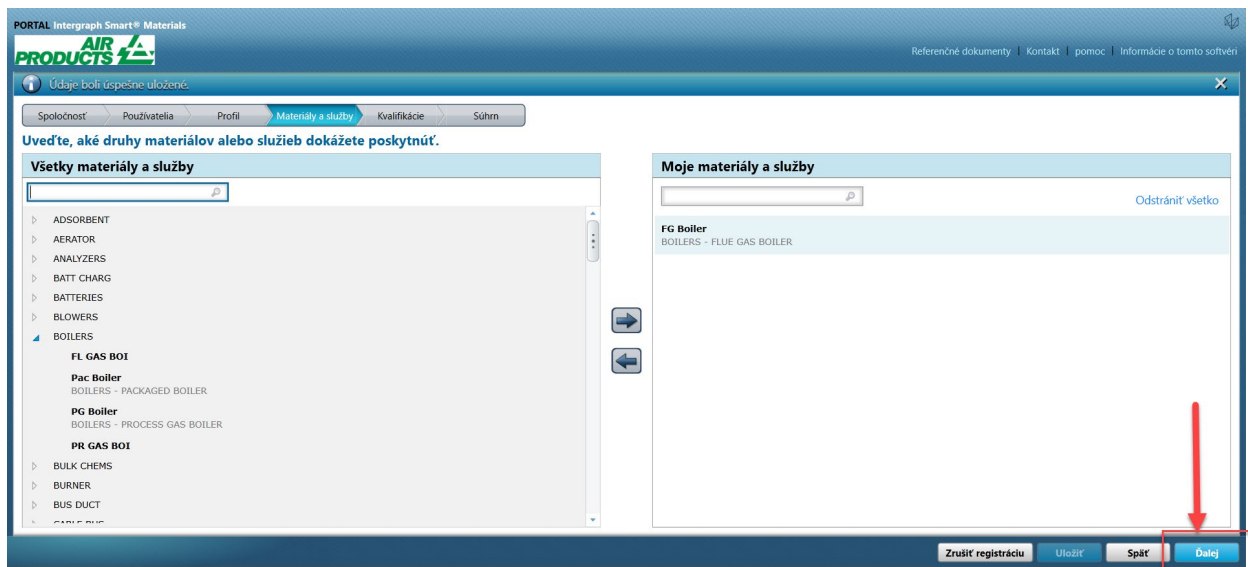 PORTAL Intergraph Smart® Materials
AIR PRODUCTS
Referenčné dokumenty | Kontakt | pomoc | Informácie o tomto softvéri
Údaje boli úspešne uložené.
Spoločnosť Používatelia Profil Materiály a služby Kvalifikácie Súhrn
Uveďte, aké druhy materiálov alebo služieb dokážete poskytnúť.
Všetky materiály a služby
ADSORBENT
AERATOR
ANALYZERS
BATT CHARG
BATTERIES
BLOWERS
BOILERS
FL GAS BOI
Pac Boiler
BOILERS - PACKAGED BOILER
PG Boiler
BOILERS - PROCESS GAS BOILER
PR GAS BOI
BULK CHEMS
BURNER
BUS DUCT
CABLE BUS
Moje materiály a služby
Odstrániť všetko
FG Boiler
BOILERS - FLUE GAS BOILER
Zrušiť registráciu Uložiť Späť Ďalej